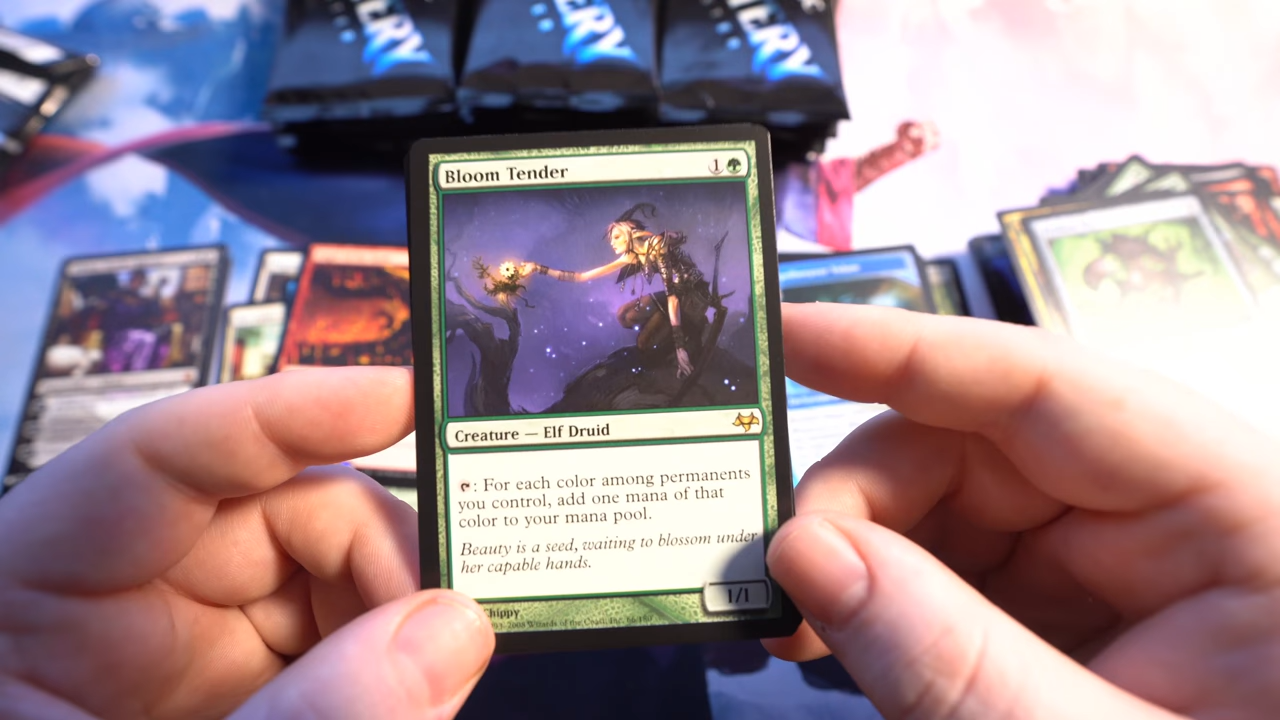 Bloom Tender 1
Creature — Elf Druid
: For each color among permanents
you control, add one mana of that
color to your mana pool.
Beauty is a seed, waiting to blossom under
her capable hands.
1/1
Chippy